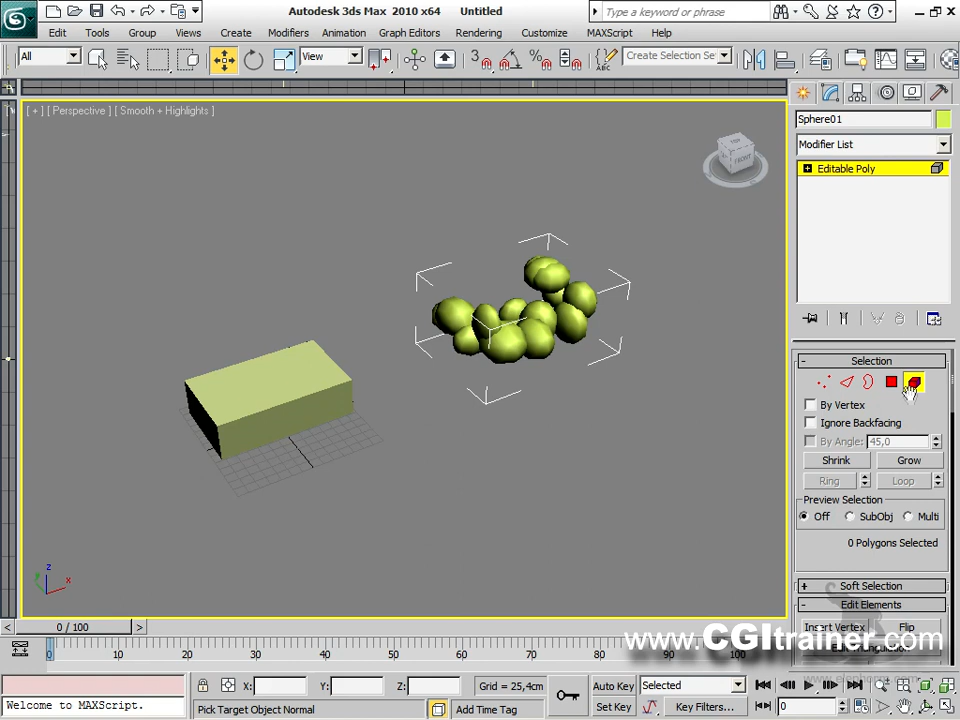 Autodesk 3ds Max 2010 x64 Untitled
Type a keyword or phrase
Edit Tools Group Views Create Modifiers Animation Graph Editors Rendering Customize MAXScript Help
All
View
3
Create Selection Se
[ + ] [ Perspective ] [ Smooth + Highlights ]
TOP
FRONT
Sphere01
Modifier List
Editable Poly
Selection
By Vertex
Ignore Backfacing
By Angle: 45,0
Shrink Grow
Ring Loop
Preview Selection
Off SubObj Multi
0 Polygons Selected
Soft Selection
Edit Elements
Insert Vertex Flip
z
y
x
0 / 100
0 10 20 30 40 50 60 70 80 90 100
www.CGItrainer.com
X: Y: Z: Grid = 25,4cm
Auto Key Selected
Welcome to MAXScript.
Pick Target Object Normal
Add Time Tag
Set Key
Key Filters...
0